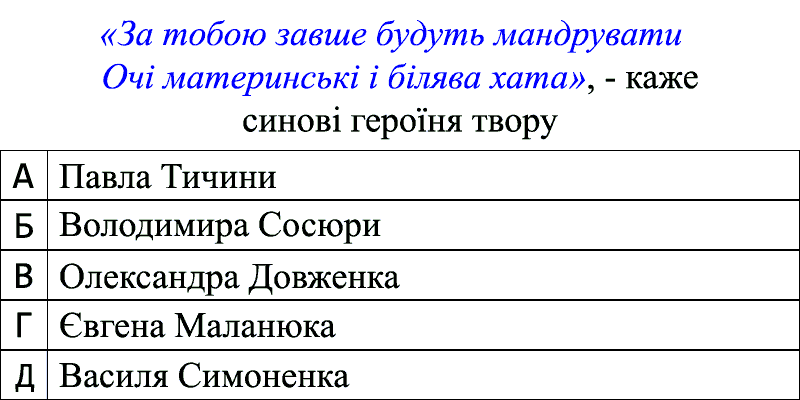 «За тобою завше будуть мандрувати
Очі материнські і білява хата», - каже
синові героїня твору
А Павла Тичини
Б Володимира Сосюри
В Олександра Довженка
Г Євгена Маланюка
Д Василя Симоненка